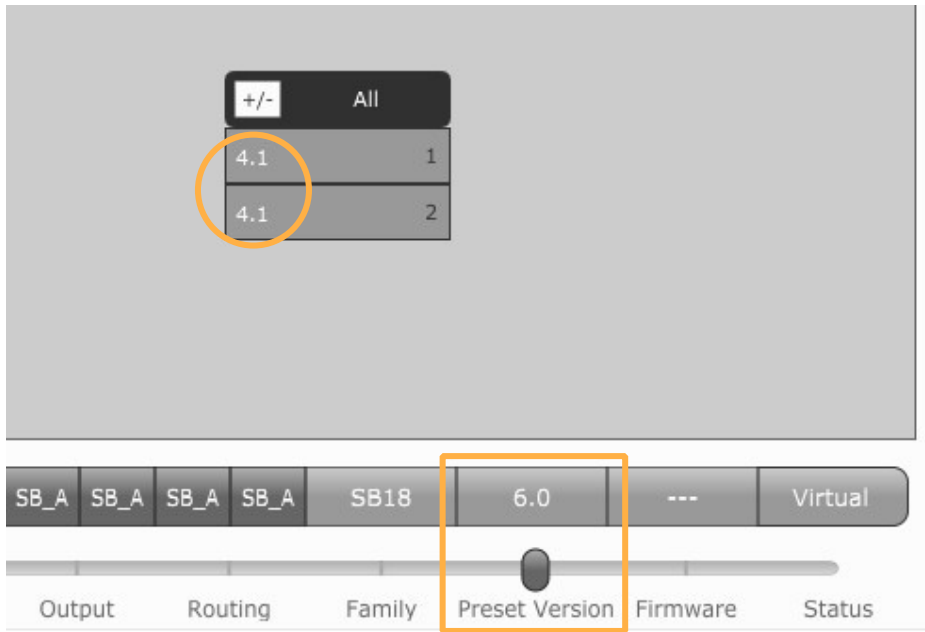 +/- All
4.1 1
4.1 2
SB_A SB_A SB_A SB_A SB18 6.0 --- Virtual
Output Routing Family Preset Version Firmware Status